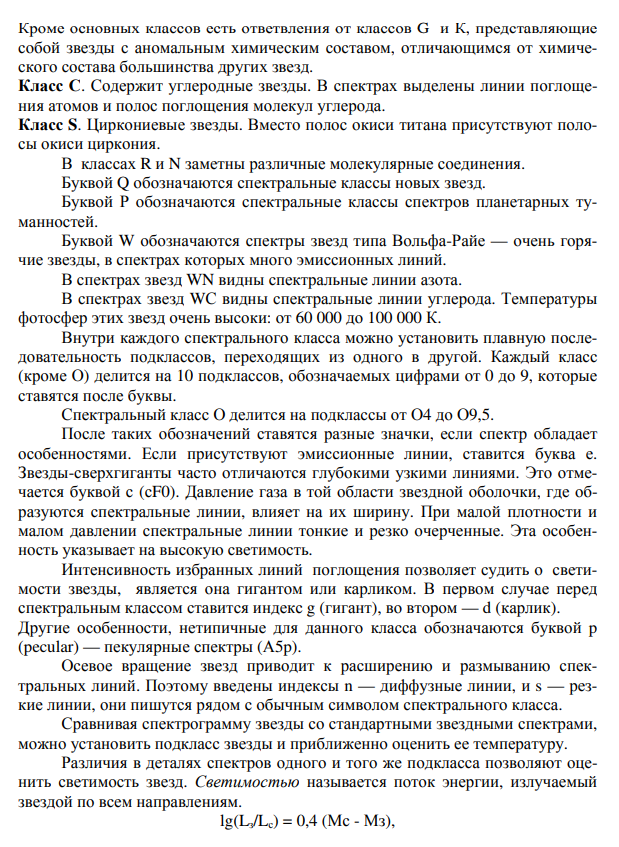 Кроме основных классов есть ответвления от классов G и K, представляющие
собой звезды с аномальным химическим составом, отличающимся от химиче-
ского состава большинства других звезд.
Класс C. Содержит углеродные звезды. В спектрах выделены линии поглоще-
ния атомов и полос поглощения молекул углерода.
Класс S. Циркониевые звезды. Вместо полос окиси титана присутствуют поло-
сы окиси циркония.
В классах R и N заметны различные молекулярные соединения.
Буквой Q обозначаются спектральные классы новых звезд.
Буквой P обозначаются спектральные классы спектров планетарных ту-
манностей.
Буквой W обозначаются спектры звезд типа Вольфа-Райе — очень горя-
чие звезды, в спектрах которых много эмиссионных линий.
В спектрах звезд WN видны спектральные линии азота.
В спектрах звезд WC видны спектральные линии углерода. Температуры
фотосфер этих звезд очень высоки: от 60 000 до 100 000 К.
Внутри каждого спектрального класса можно установить плавную после-
довательность подклассов, переходящих из одного в другой. Каждый класс
(кроме O) делится на 10 подклассов, обозначаемых цифрами от 0 до 9, которые
ставятся после буквы.
Спектральный класс O делится на подклассы от O4 до O9,5.
После таких обозначений ставятся разные значки, если спектр обладает
особенностями. Если присутствуют эмиссионные линии, ставится буква e.
Звезды-сверхгиганты часто отличаются глубокими узкими линиями. Это отме-
чается буквой c (cF0). Давление газа в той области звездной оболочки, где об-
разуются спектральные линии, влияет на их ширину. При малой плотности и
малом давлении спектральные линии тонкие и резко очерченные. Эта особен-
ность указывает на высокую светимость.
Интенсивность избранных линий поглощения позволяет судить о свети-
мости звезды, является она гигантом или карликом. В первом случае перед
спектральным классом ставится индекс g (гигант), во втором — d (карлик).
Другие особенности, нетипичные для данного класса обозначаются буквой p
(pecular) — пекулярные спектры (A5p).
Осевое вращение звезд приводит к расширению и размыванию спек-
тральных линий. Поэтому введены индексы n — диффузные линии, и s — рез-
кие линии, они пишутся рядом с обычным символом спектрального класса.
Сравнивая спектрограмму звезды со стандартными звездными спектрами,
можно установить подкласс звезды и приближенно оценить ее температуру.
Различия в деталях спектров одного и того же подкласса позволяют оце-
нить светимость звезд. Светимостью называется поток энергии, излучаемый
звездой по всем направлениям.
lg(Lз/Lс) = 0,4 (Мс - Мз),